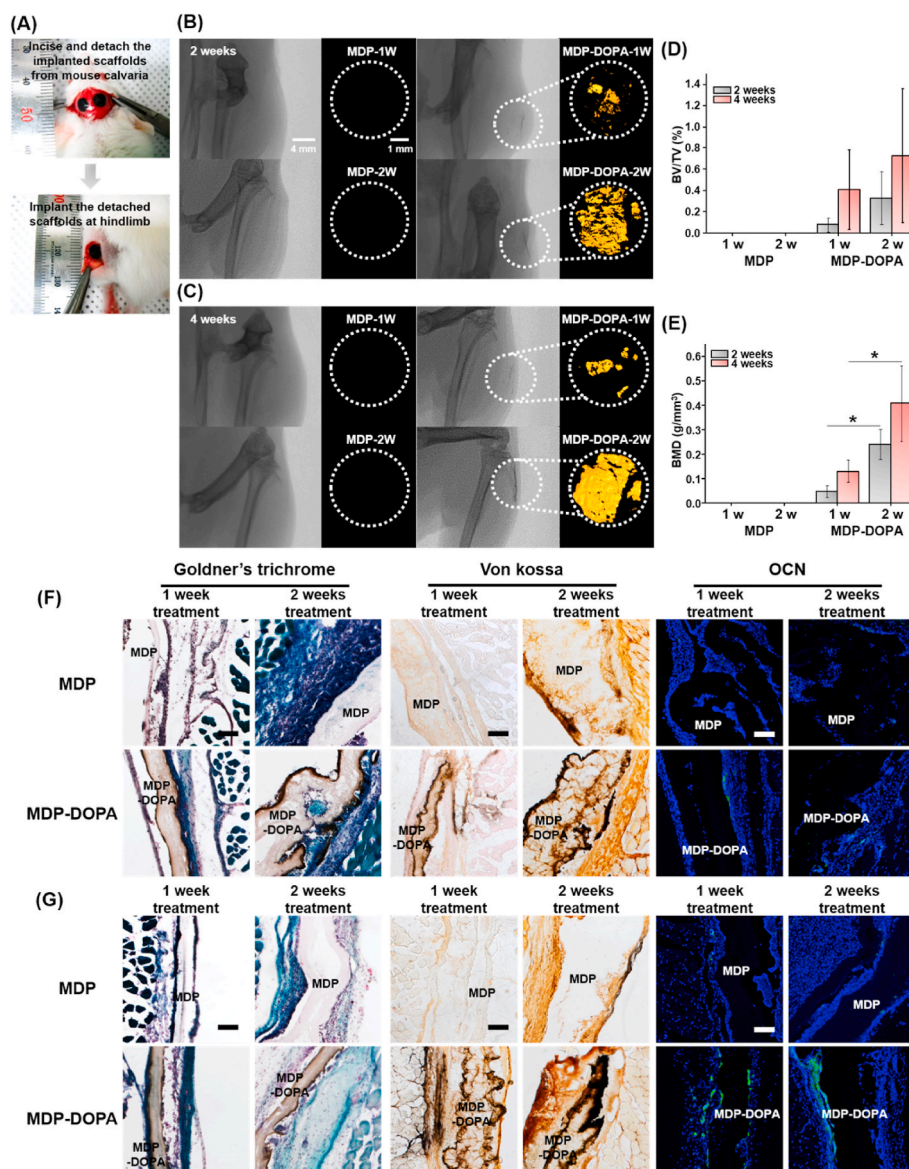 (A)
Incise and detach the
implanted scaffolds
from mouse calvaria
Implant the detached
scaffolds at hindlimb
(B)
2 weeks
4 mm
MDP-1W
1 mm
MDP-DOPA-1W
MDP-2W
MDP-DOPA-2W
(C)
4 weeks
MDP-1W
MDP-DOPA-1W
MDP-2W
MDP-DOPA-2W
(D)
BV/TV (%)
1.4
1.2
1.0
0.8
0.6
0.4
0.2
0.0
2 weeks
4 weeks
1 w
2 w
1 w
2 w
MDP
MDP-DOPA
(E)
BMD (g/mm³)
0.6
0.5
0.4
0.3
0.2
0.1
0.0
2 weeks
4 weeks
*
*
1 w
2 w
1 w
2 w
MDP
MDP-DOPA
Goldner's trichrome
Von kossa
OCN
(F)
1 week
treatment
2 weeks
treatment
1 week
treatment
2 weeks
treatment
1 week
treatment
2 weeks
treatment
MDP
MDP
MDP
MDP
MDP
MDP
MDP
MDP-DOPA
MDP
-DOPA
MDP
-DOPA
MDP
-DOPA
MDP
-DOPA
MDP-DOPA
MDP-DOPA
(G)
1 week
treatment
2 weeks
treatment
1 week
treatment
2 weeks
treatment
1 week
treatment
2 weeks
treatment
MDP
MDP
MDP
MDP
MDP
MDP
MDP
MDP-DOPA
MDP
-DOPA
MDP
-DOPA
MDP
-DOPA
MDP
-DOPA
MDP-DOPA
MDP-DOPA